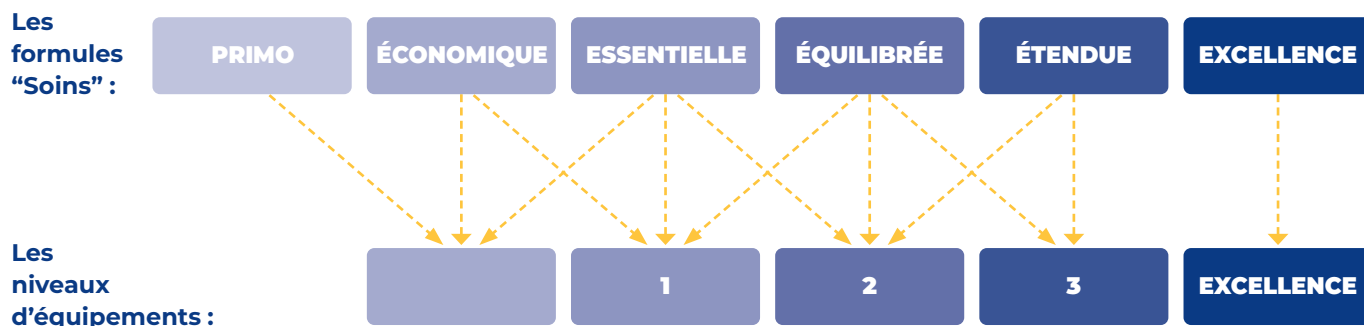 Les
formules
“Soins” :
PRIMO
ÉCONOMIQUE
ESSENTIELLE
ÉQUILIBRÉE
ÉTENDUE
EXCELLENCE
Les
niveaux
d’équipements :
1
2
3
EXCELLENCE